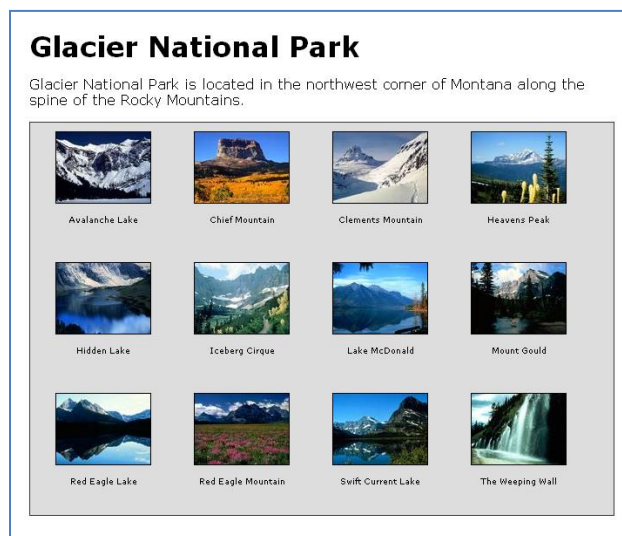 Glacier National Park
Glacier National Park is located in the northwest corner of Montana along the
spine of the Rocky Mountains.
Avalanche Lake
Chief Mountain
Clements Mountain
Heavens Peak
Hidden Lake
Iceberg Cirque
Lake McDonald
Mount Gould
Red Eagle Lake
Red Eagle Mountain
Swift Current Lake
The Weeping Wall